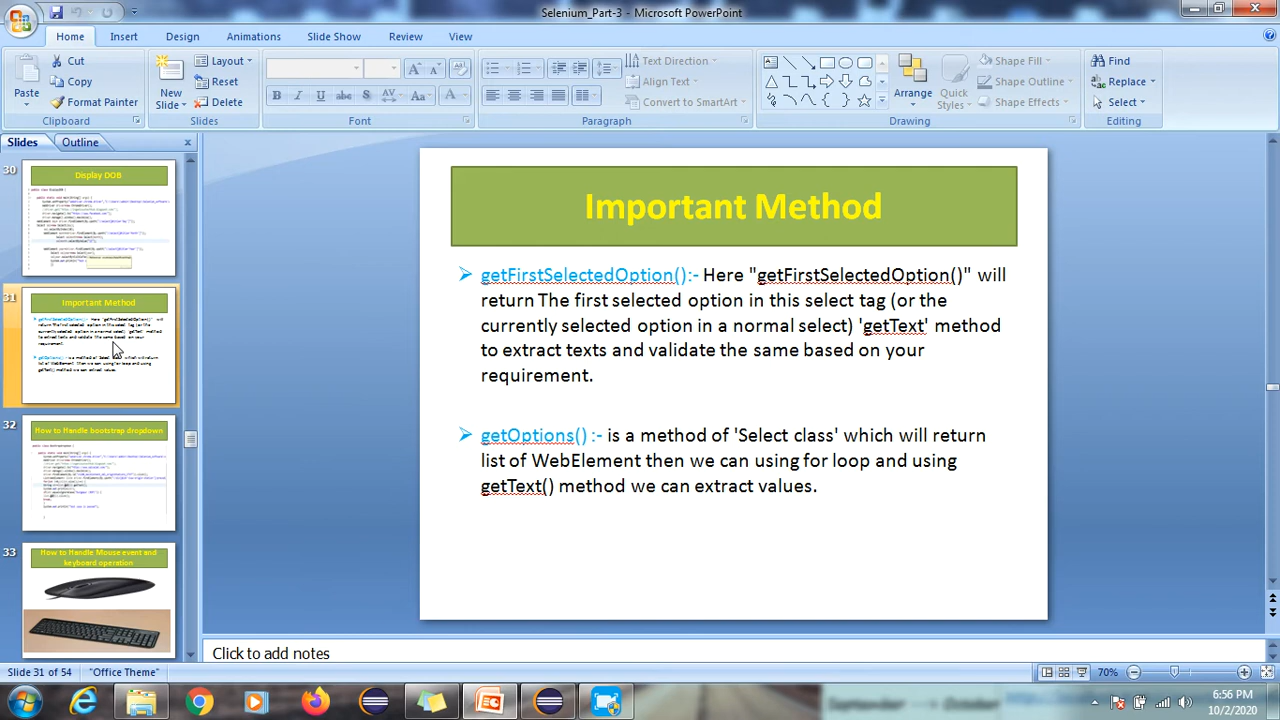 Selenium_Part-3 - Microsoft PowerPoint
Home Insert Design Animations Slide Show Review View
Cut
Copy
Format Painter
Paste
Clipboard
New
Slide
Layout
Reset
Delete
Slides
Font
Text Direction
Align Text
Convert to SmartArt
Paragraph
Arrange
Quick
Styles
Shape Fill
Shape Outline
Shape Effects
Drawing
Find
Replace
Select
Editing
Slides Outline
30
Display DOB
31
Important Method
32
How to Handle bootstrap dropdown
33
How to Handle Mouse event and
keyboard operation
Important Method
getFirstSelectedOption():- Here "getFirstSelectedOption()" will
return The first selected option in this select tag (or the
currently selected option in a normal select). 'getText' method
to extract texts and validate the same based on your
requirement.
getOptions() :- is a method of 'Select class' which will return
list of WebElement then we can using for loop and using
getText() method we can extract values.
Click to add notes
Slide 31 of 54 "Office Theme" 70%
6:56 PM
10/2/2020